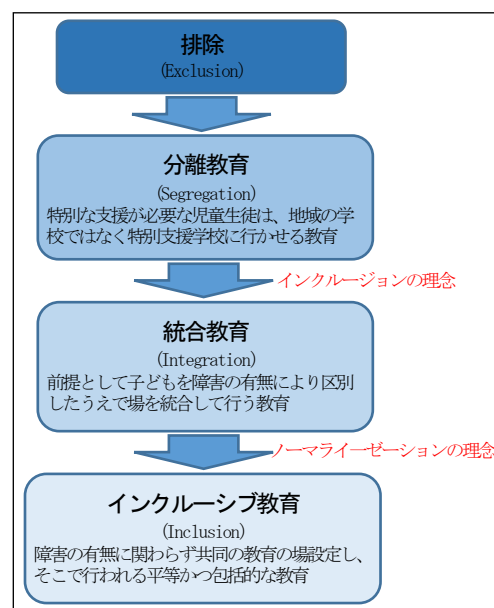 排除
(Exclusion)
分離教育
(Segregation)
特別な支援が必要な児童生徒は、地域の学
校ではなく特別支援学校に行かせる教育
インクルージョンの理念
統合教育
(Integration)
前提として子どもを障害の有無により区別
したうえで場を統合して行う教育
ノーマライーゼーションの理念
インクルーシブ教育
(Inclusion)
障害の有無に関わらず共同の教育の場設定し、
そこで行われる平等かつ包括的な教育